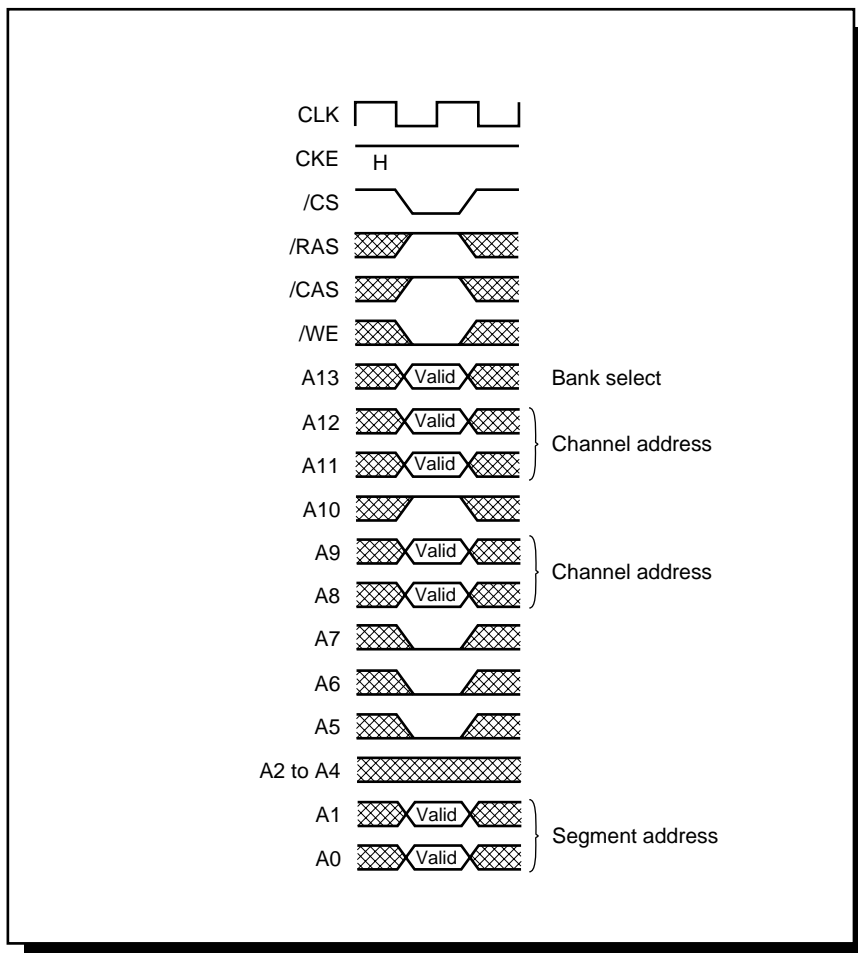 CLK
CKE H
/CS
/RAS
/CAS
/WE
A13 Valid Bank select
A12 Valid
Channel address
A11 Valid
A10
A9 Valid
Channel address
A8 Valid
A7
A6
A5
A2 to A4
A1 Valid
Segment address
A0 Valid